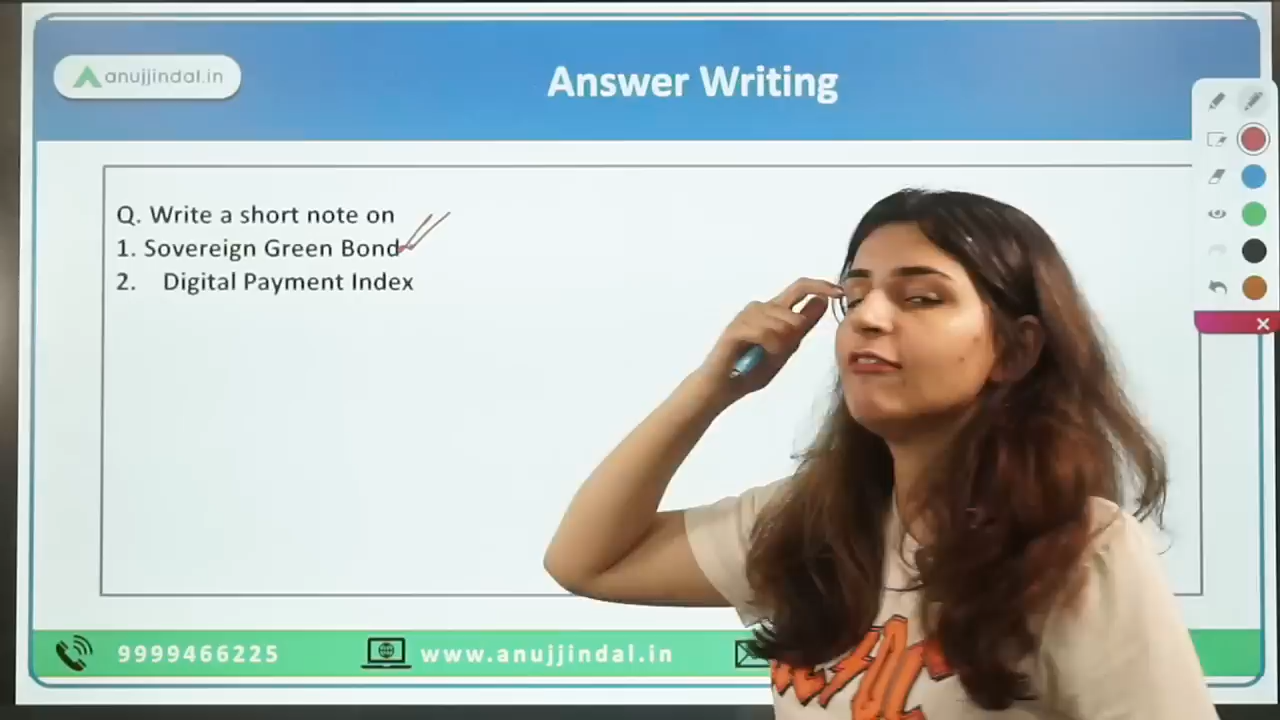 anujjindal.in
Answer Writing
Q. Write a short note on
1. Sovereign Green Bond
2. Digital Payment Index
9999466225
www.anujjindal.in